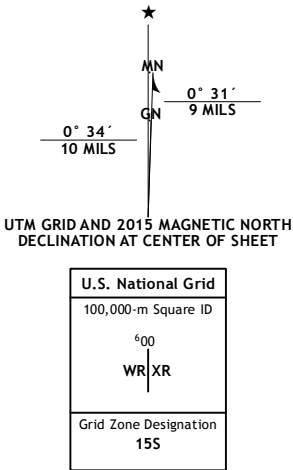 ★
MN
0° 31´
9 MILS
GN
0° 34´
10 MILS
UTM GRID AND 2015 MAGNETIC NORTH
DECLINATION AT CENTER OF SHEET
U.S. National Grid
100,000-m Square ID
⁶00
WR XR
Grid Zone Designation
15S